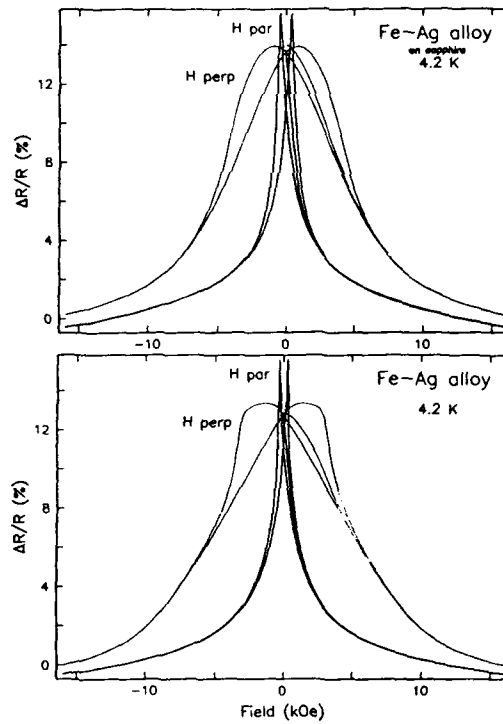 H par
Fe-Ag alloy
on sapphire
4.2 K
H perp
ΔR/R (%)
12
8
4
0
-10
0
10
H par
Fe-Ag alloy
4.2 K
H perp
ΔR/R (%)
12
8
4
0
-10
0
10
Field (kOe)